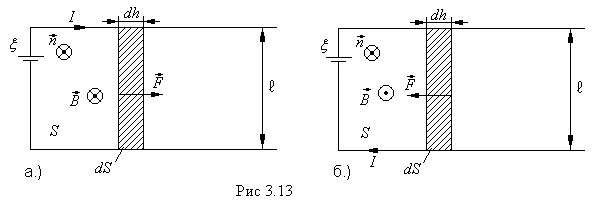 I dh
ξ n⃗
F⃗ ℓ
B⃗
S
а.) dS
dh
ξ n⃗
F⃗ ℓ
B⃗
S
б.) I dS
Рис 3.13